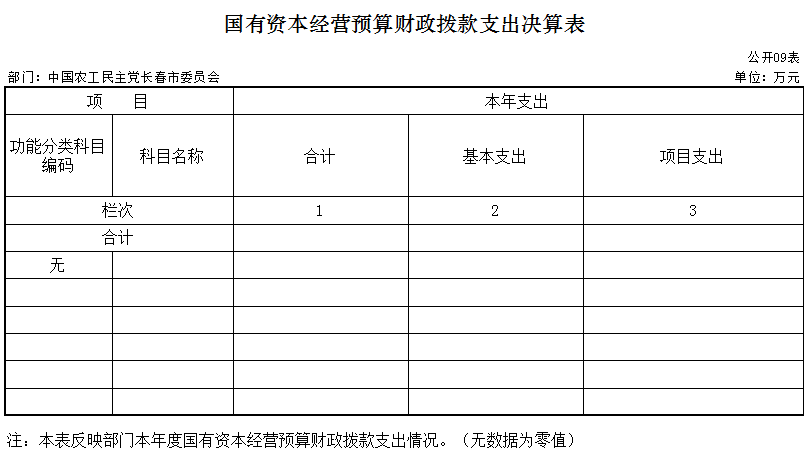 国有资本经营预算财政拨款支出决算表
公开09表
部门：中国农工民主党长春市委员会 单位：万元
项 目 本年支出
功能分类科目编码 科目名称 合计 基本支出 项目支出
栏次 1 2 3
合计
无
注：本表反映部门本年度国有资本经营预算财政拨款支出情况。（无数据为零值）